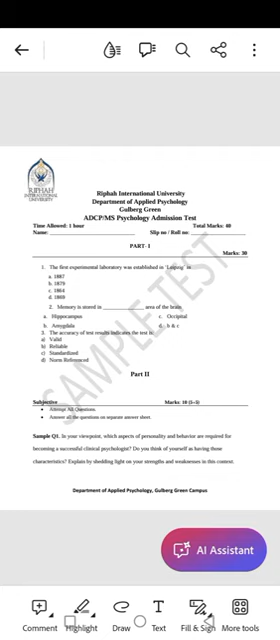 RIPHAH
INTERNATIONAL
UNIVERSITY
Riphah International University
Department of Applied Psychology
Gulberg Green
ADCP/MS Psychology Admission Test
Time Allowed: 1 hour Total Marks: 40
Name: ____________________ Slip no / Roll no: ____________________
PART- I
Marks: 30
1. The first experimental laboratory was established in Leipzig in
a. 1887
b. 1879
c. 1864
d. 1869
2. Memory is stored in ____________ area of the brain.
a. Hippocampus c. Occipital
b. Amygdala d. b & c
3. The accuracy of test results indicates the test is:
a) Valid
b) Reliable
c) Standardized
d) Norm Referenced
SAMPLE TEST
Part II
Subjective Marks: 10 (5+5)
• Attempt All Questions.
• Answer all the questions on separate answer sheet.
Sample Q1. In your viewpoint, which aspects of personality and behavior are required for
becoming a successful clinical psychologist? Do you think of yourself as having those
characteristics? Explain by shedding light on your strengths and weaknesses in this context.
Department of Applied Psychology, Gulberg Green Campus
AI Assistant
Comment Highlight Draw Text Fill & Sign More tools